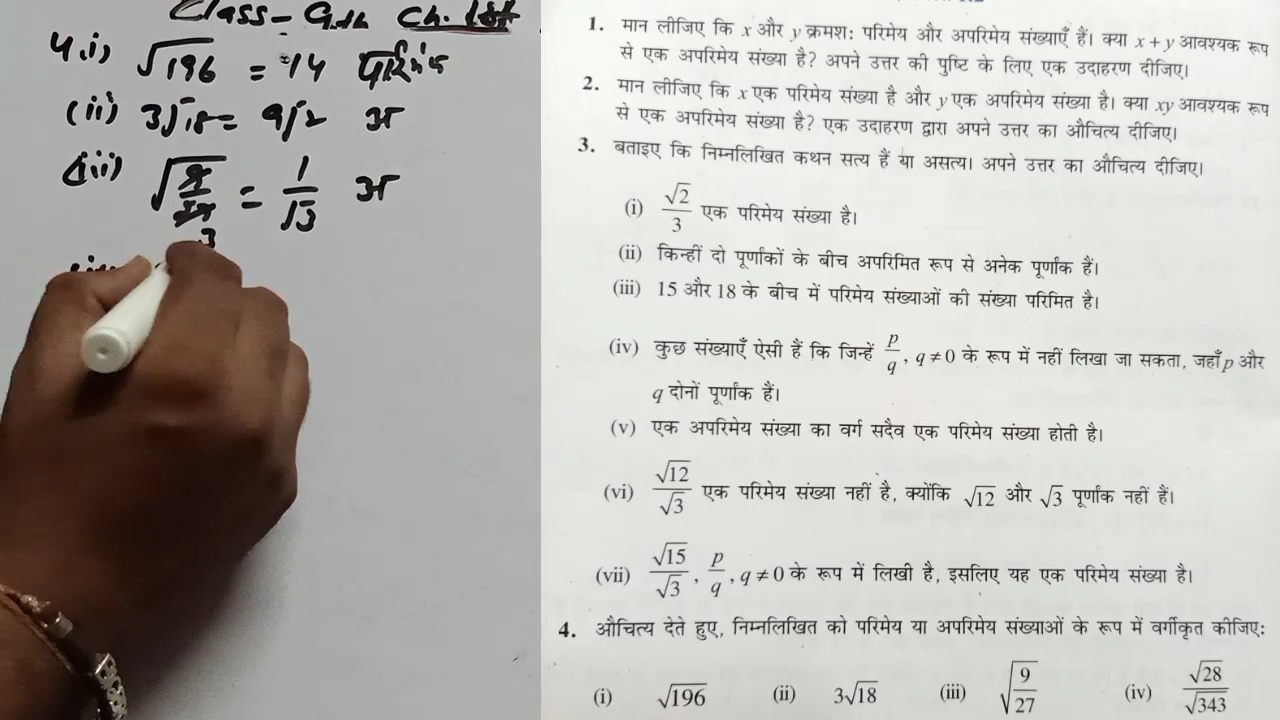 Class - 9th Ch. 1st
4.i) √196 = 14 परिमेय
(ii) 3√18 = 9√2 अ
(iii) √9/27 = 1/√3 अ
3
1. मान लीजिए कि x और y क्रमशः परिमेय और अपरिमेय संख्याएँ हैं। क्या x + y आवश्यक रूप
से एक अपरिमेय संख्या है? अपने उत्तर की पुष्टि के लिए एक उदाहरण दीजिए।
2. मान लीजिए कि x एक परिमेय संख्या है और y एक अपरिमेय संख्या है। क्या xy आवश्यक रूप
से एक अपरिमेय संख्या है? एक उदाहरण द्वारा अपने उत्तर का औचित्य दीजिए।
3. बताइए कि निम्नलिखित कथन सत्य हैं या असत्य। अपने उत्तर का औचित्य दीजिए।
(i) √2/3 एक परिमेय संख्या है।
(ii) किन्हीं दो पूर्णांकों के बीच अपरिमित रूप से अनेक पूर्णांक हैं।
(iii) 15 और 18 के बीच में परिमेय संख्याओं की संख्या परिमित है।
(iv) कुछ संख्याएँ ऐसी हैं कि जिन्हें p/q, q ≠ 0 के रूप में नहीं लिखा जा सकता, जहाँ p और
q दोनों पूर्णांक हैं।
(v) एक अपरिमेय संख्या का वर्ग सदैव एक परिमेय संख्या होती है।
(vi) √12/√3 एक परिमेय संख्या नहीं है, क्योंकि √12 और √3 पूर्णांक नहीं हैं।
(vii) √15/√3, p/q, q ≠ 0 के रूप में लिखी है, इसलिए यह एक परिमेय संख्या है।
4. औचित्य देते हुए, निम्नलिखित को परिमेय या अपरिमेय संख्याओं के रूप में वर्गीकृत कीजिए:
(i) √196 (ii) 3√18 (iii) √9/27 (iv) √28/√343